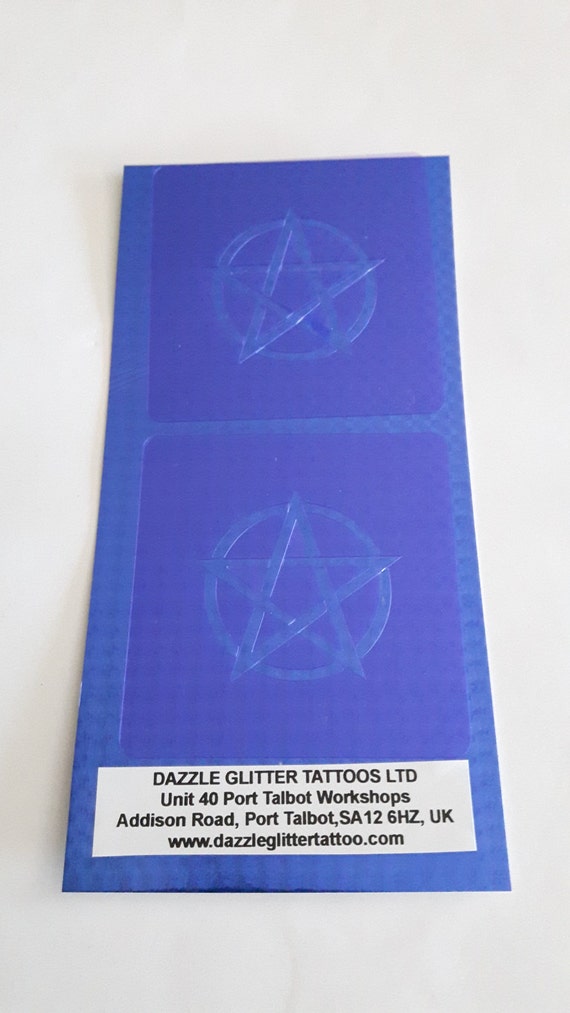 DAZZLE GLITTER TATTOOS LTD
Unit 40 Port Talbot Workshops
Addison Road, Port Talbot,SA12 6HZ, UK
www.dazzleglittertattoo.com